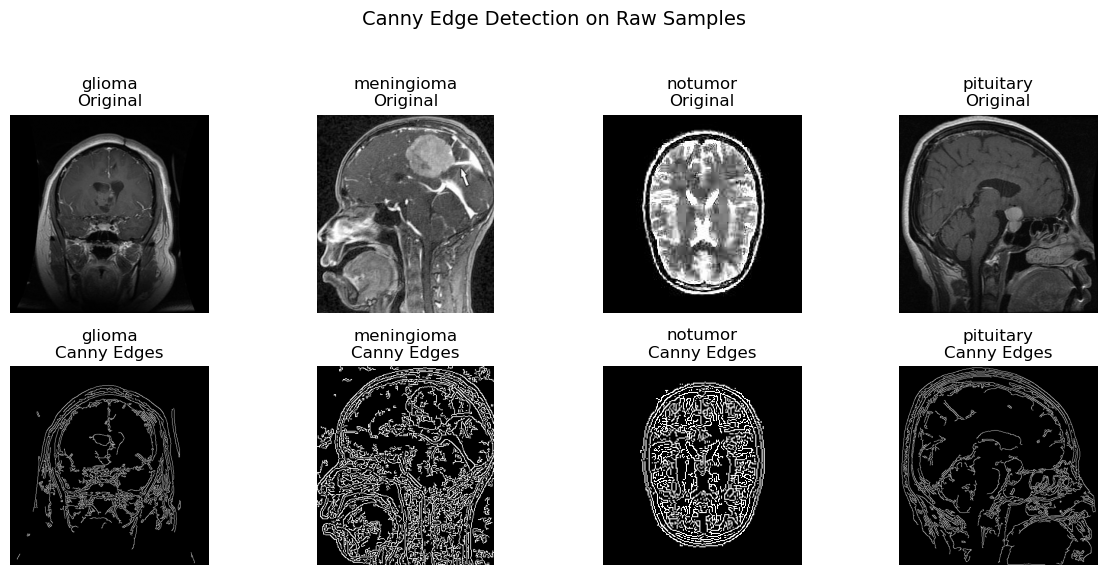 Canny Edge Detection on Raw Samples
glioma
Original
meningioma
Original
notumor
Original
pituitary
Original
glioma
Canny Edges
meningioma
Canny Edges
notumor
Canny Edges
pituitary
Canny Edges